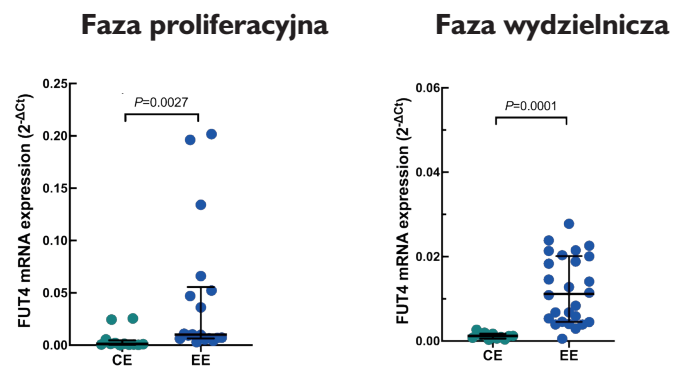 Faza proliferacyjna
FUT4 mRNA expression (2-ΔCt)
0.25
0.20
0.15
0.10
0.05
0.00
P=0.0027
CE EE
Faza wydzielnicza
FUT4 mRNA expression (2-ΔCt)
0.06
0.04
0.02
0.00
P=0.0001
CE EE